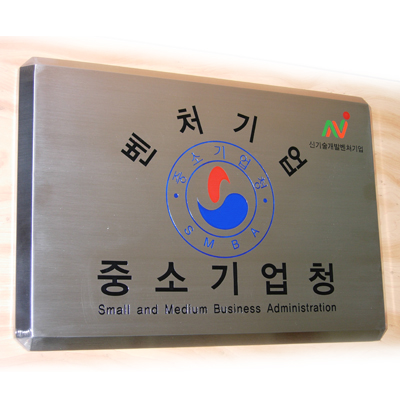 벤처기업
신기술개발벤처기업
중소기업청
SMBA
중소기업청
Small and Medium Business Administration